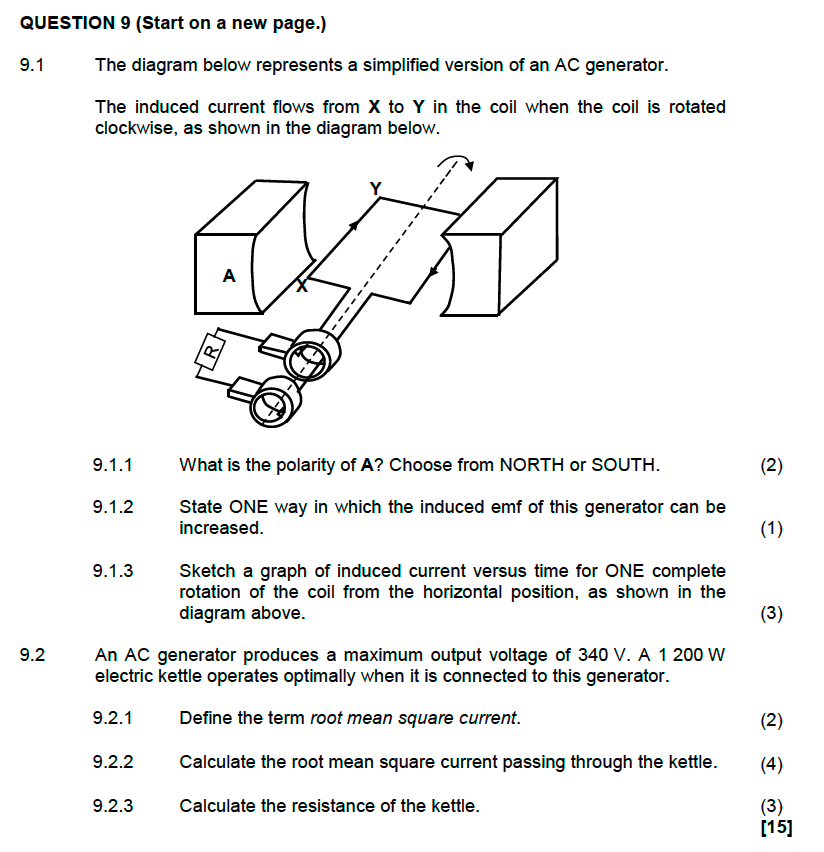 QUESTION 9 (Start on a new page.)
9.1 The diagram below represents a simplified version of an AC generator.
The induced current flows from X to Y in the coil when the coil is rotated
clockwise, as shown in the diagram below.
Y
A
X
R
9.1.1 What is the polarity of A? Choose from NORTH or SOUTH. (2)
9.1.2 State ONE way in which the induced emf of this generator can be
increased. (1)
9.1.3 Sketch a graph of induced current versus time for ONE complete
rotation of the coil from the horizontal position, as shown in the
diagram above. (3)
9.2 An AC generator produces a maximum output voltage of 340 V. A 1 200 W
electric kettle operates optimally when it is connected to this generator.
9.2.1 Define the term root mean square current. (2)
9.2.2 Calculate the root mean square current passing through the kettle. (4)
9.2.3 Calculate the resistance of the kettle. (3)
[15]